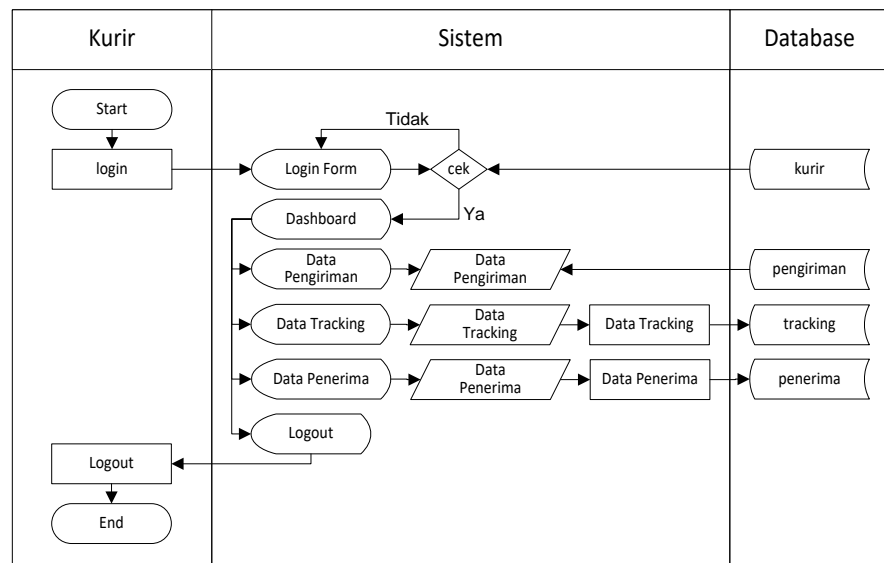 Kurir
Sistem
Database
Start
Tidak
login
Login Form
cek
kurir
Ya
Dashboard
Data
Pengiriman
Data
Pengiriman
pengiriman
Data Tracking
Data
Tracking
Data Tracking
tracking
Data Penerima
Data
Penerima
Data Penerima
penerima
Logout
Logout
End